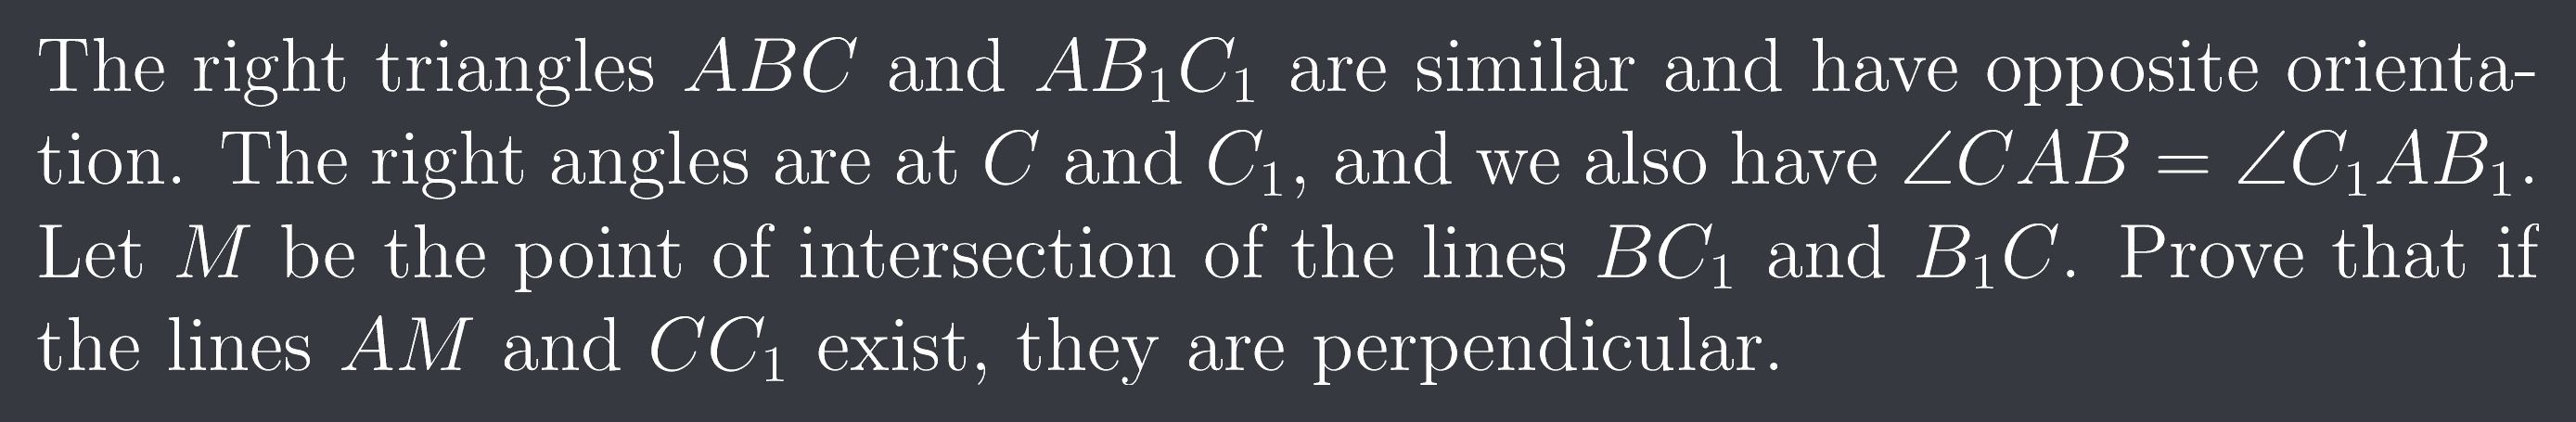 The right triangles ABC and AB₁C₁ are similar and have opposite orienta-
tion. The right angles are at C and C₁, and we also have ∠CAB = ∠C₁AB₁.
Let M be the point of intersection of the lines BC₁ and B₁C. Prove that if
the lines AM and CC₁ exist, they are perpendicular.